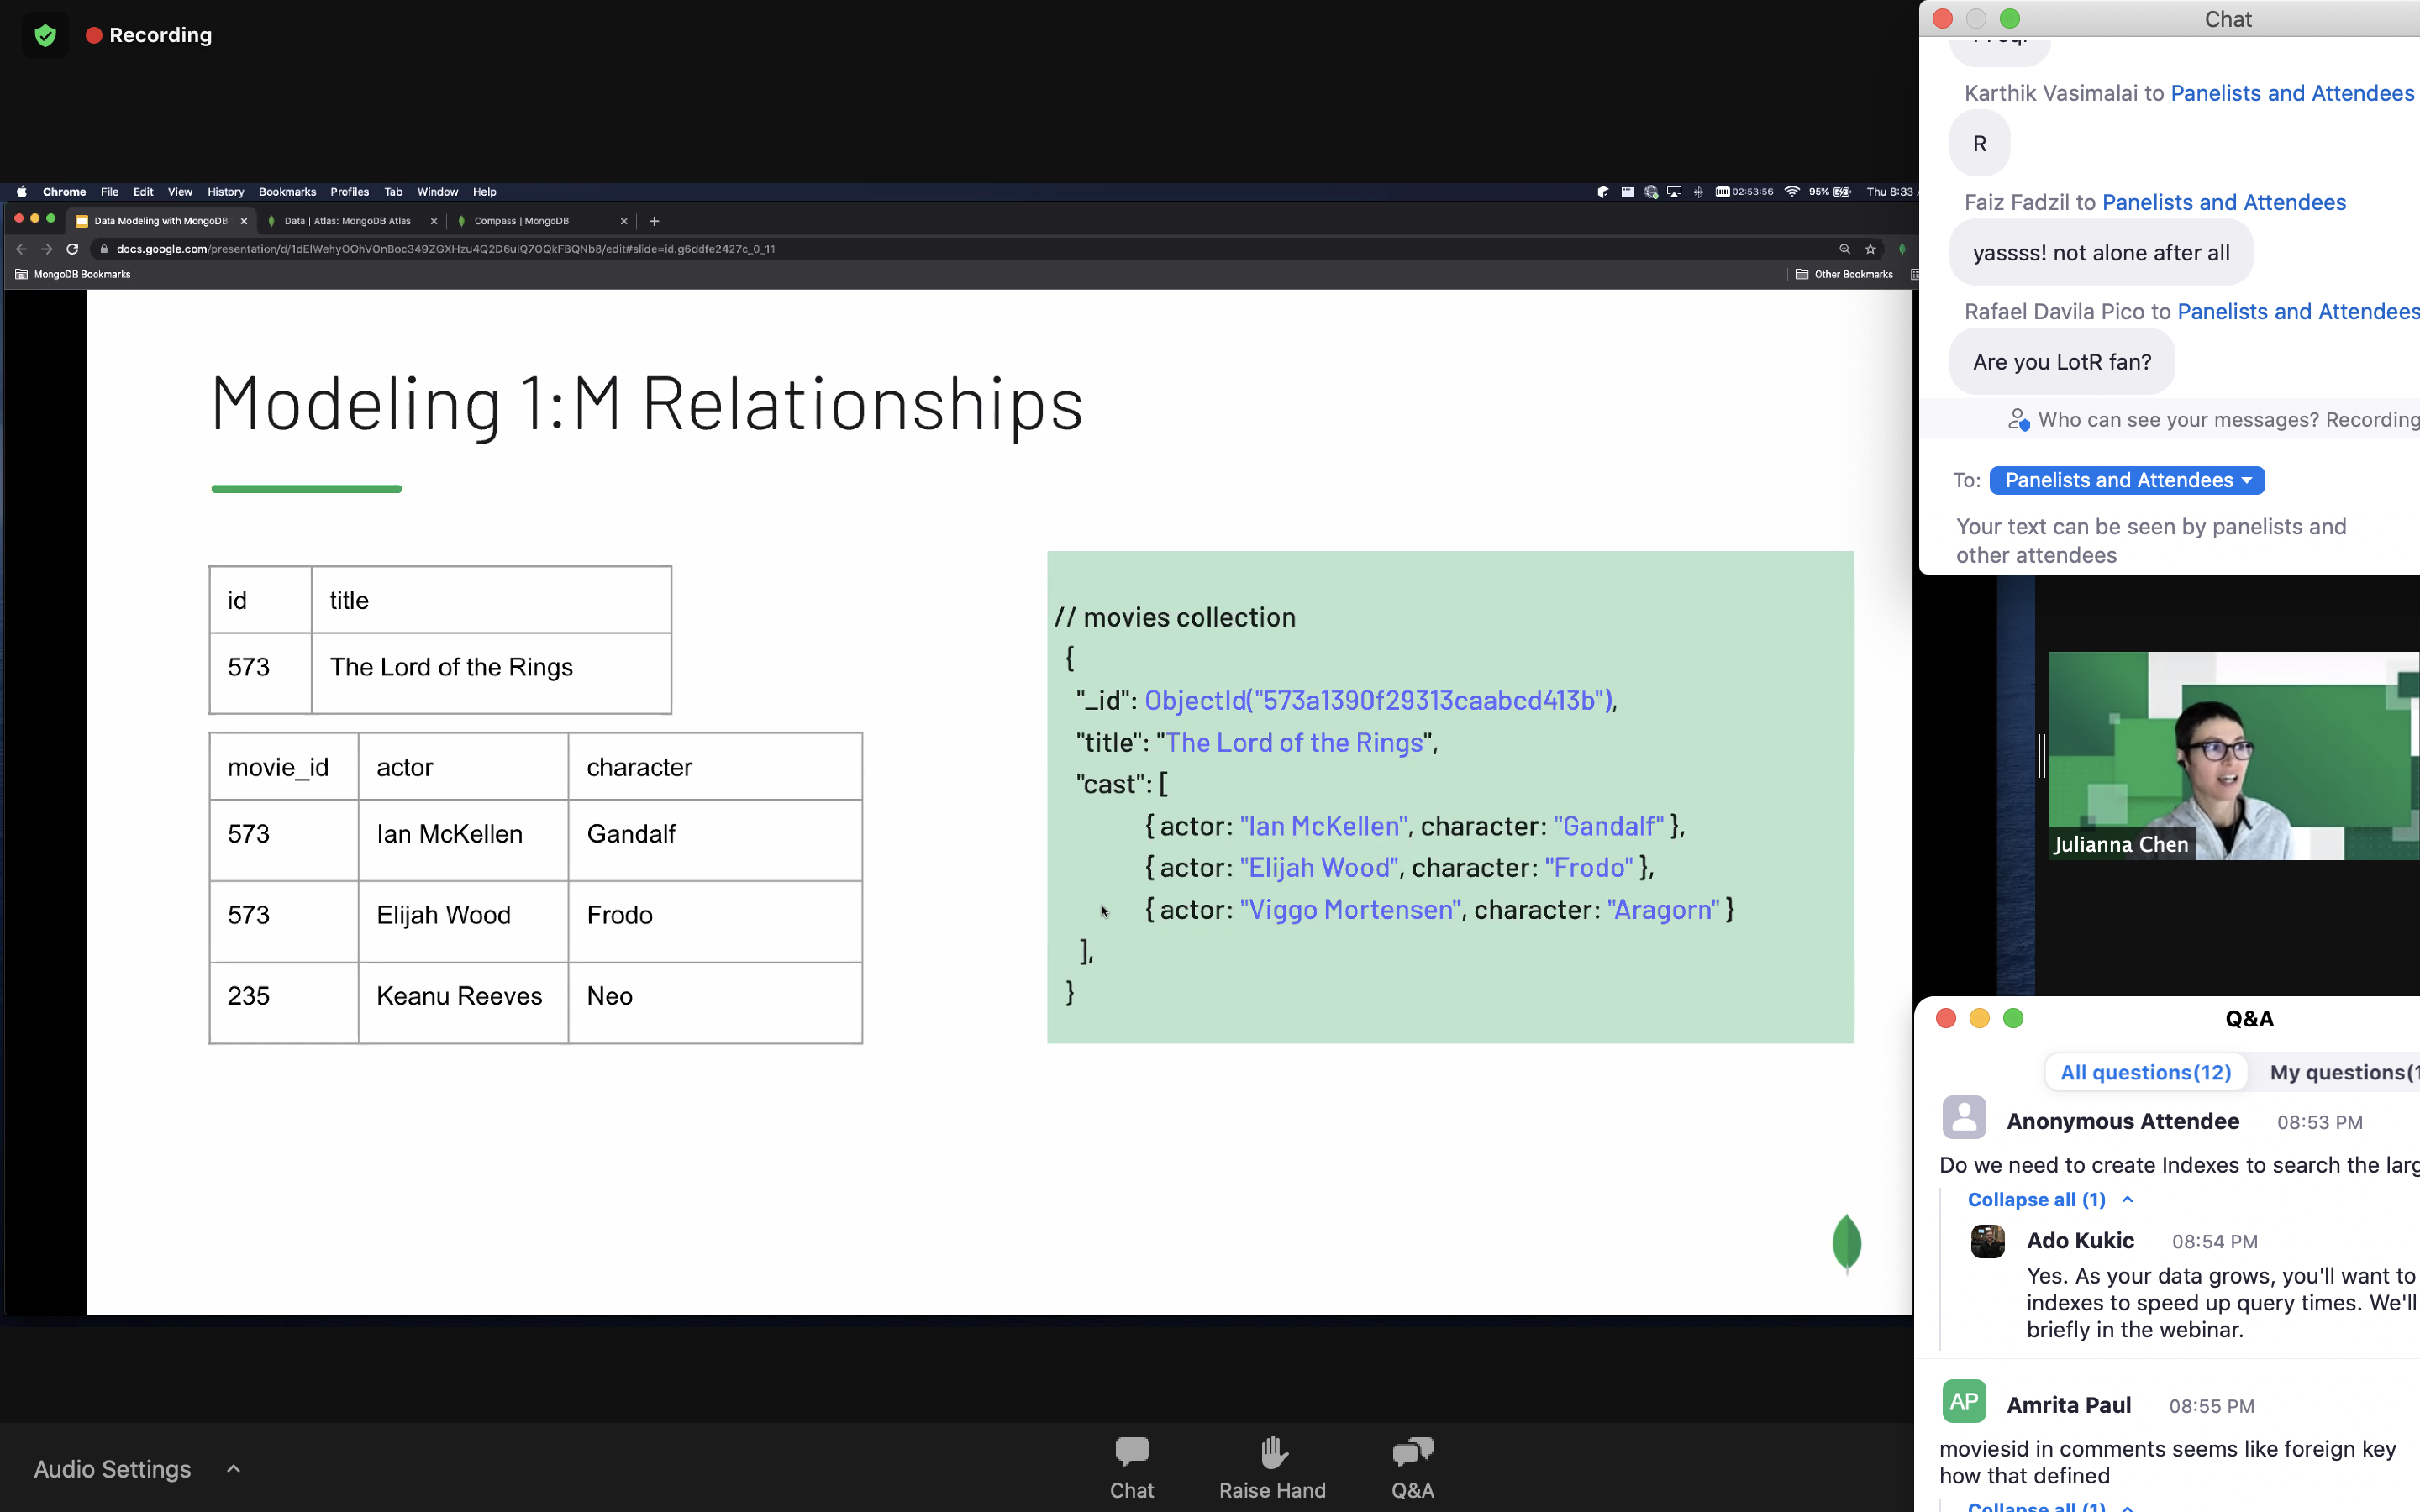 Recording
Chrome File Edit View History Bookmarks Profiles Tab Window Help
02:53:56 95% Thu 8:33
Data Modeling with MongoDB
Data | Atlas: MongoDB Atlas
Compass | MongoDB
docs.google.com/presentation/d/1dElWehyOOhVOnBoc349ZGXHzu4Q2D6uiQ7OQkFBQNb8/edit#slide=id.g6ddfe2427c_0_11
MongoDB Bookmarks
Other Bookmarks
Modeling 1:M Relationships
id title
573 The Lord of the Rings
movie_id actor character
573 Ian McKellen Gandalf
573 Elijah Wood Frodo
235 Keanu Reeves Neo
// movies collection
{
"_id": ObjectId("573a1390f29313caabcd413b"),
"title": "The Lord of the Rings",
"cast": [
{ actor: "Ian McKellen", character: "Gandalf" },
{ actor: "Elijah Wood", character: "Frodo" },
{ actor: "Viggo Mortensen", character: "Aragorn" }
],
}
Chat
Karthik Vasimalai to Panelists and Attendees
R
Faiz Fadzil to Panelists and Attendees
yassss! not alone after all
Rafael Davila Pico to Panelists and Attendees
Are you LotR fan?
Who can see your messages? Recording
To: Panelists and Attendees
Your text can be seen by panelists and
other attendees
Julianna Chen
Q&A
All questions(12) My questions(1
Anonymous Attendee 08:53 PM
Do we need to create Indexes to search the larg
Collapse all (1)
Ado Kukic 08:54 PM
Yes. As your data grows, you'll want to
indexes to speed up query times. We'll
briefly in the webinar.
AP Amrita Paul 08:55 PM
moviesid in comments seems like foreign key
how that defined
Collapse all (1)
Audio Settings
Chat
Raise Hand
Q&A